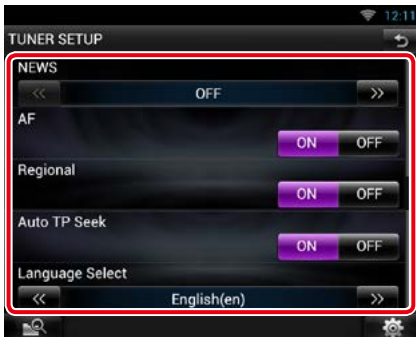 12:11
TUNER SETUP
NEWS
<< OFF >>
AF
ON OFF
Regional
ON OFF
Auto TP Seek
ON OFF
Language Select
<< English(en) >>